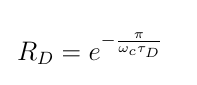 $R_D = e^{-\frac{\pi}{\omega_c \tau_D}}$